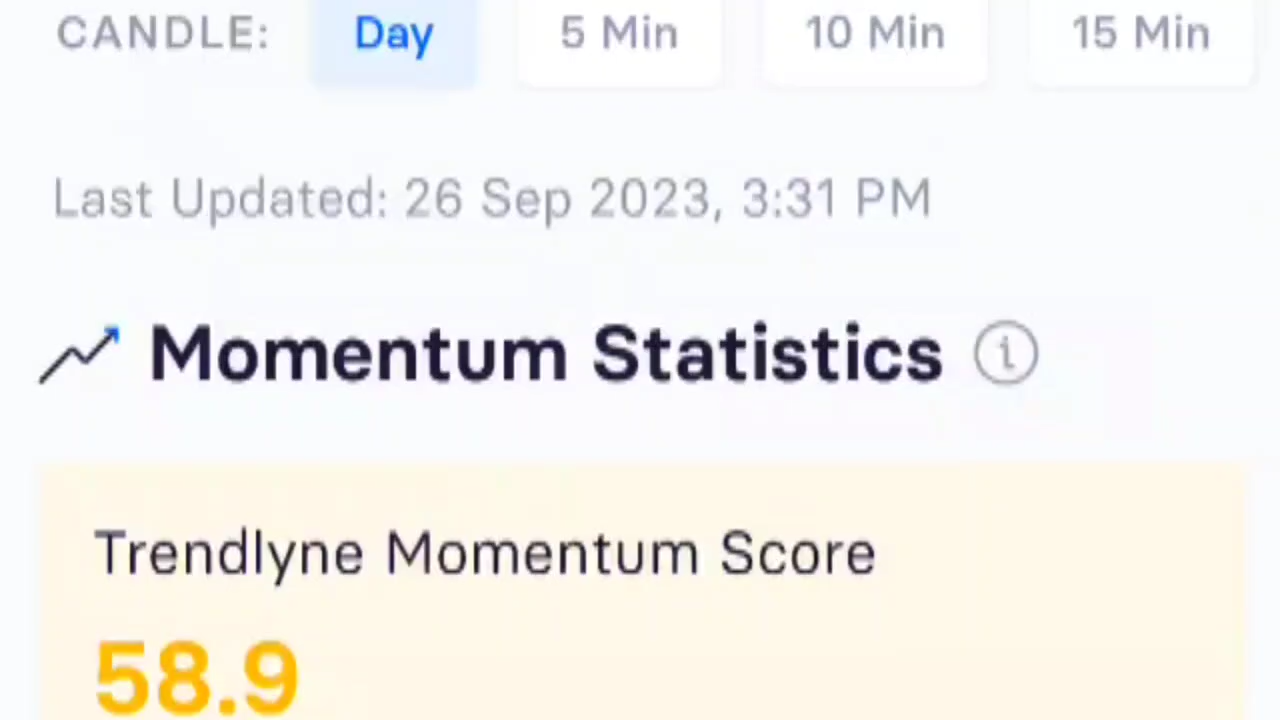 CANDLE: Day 5 Min 10 Min 15 Min
Last Updated: 26 Sep 2023, 3:31 PM
Momentum Statistics
Trendlyne Momentum Score
58.9